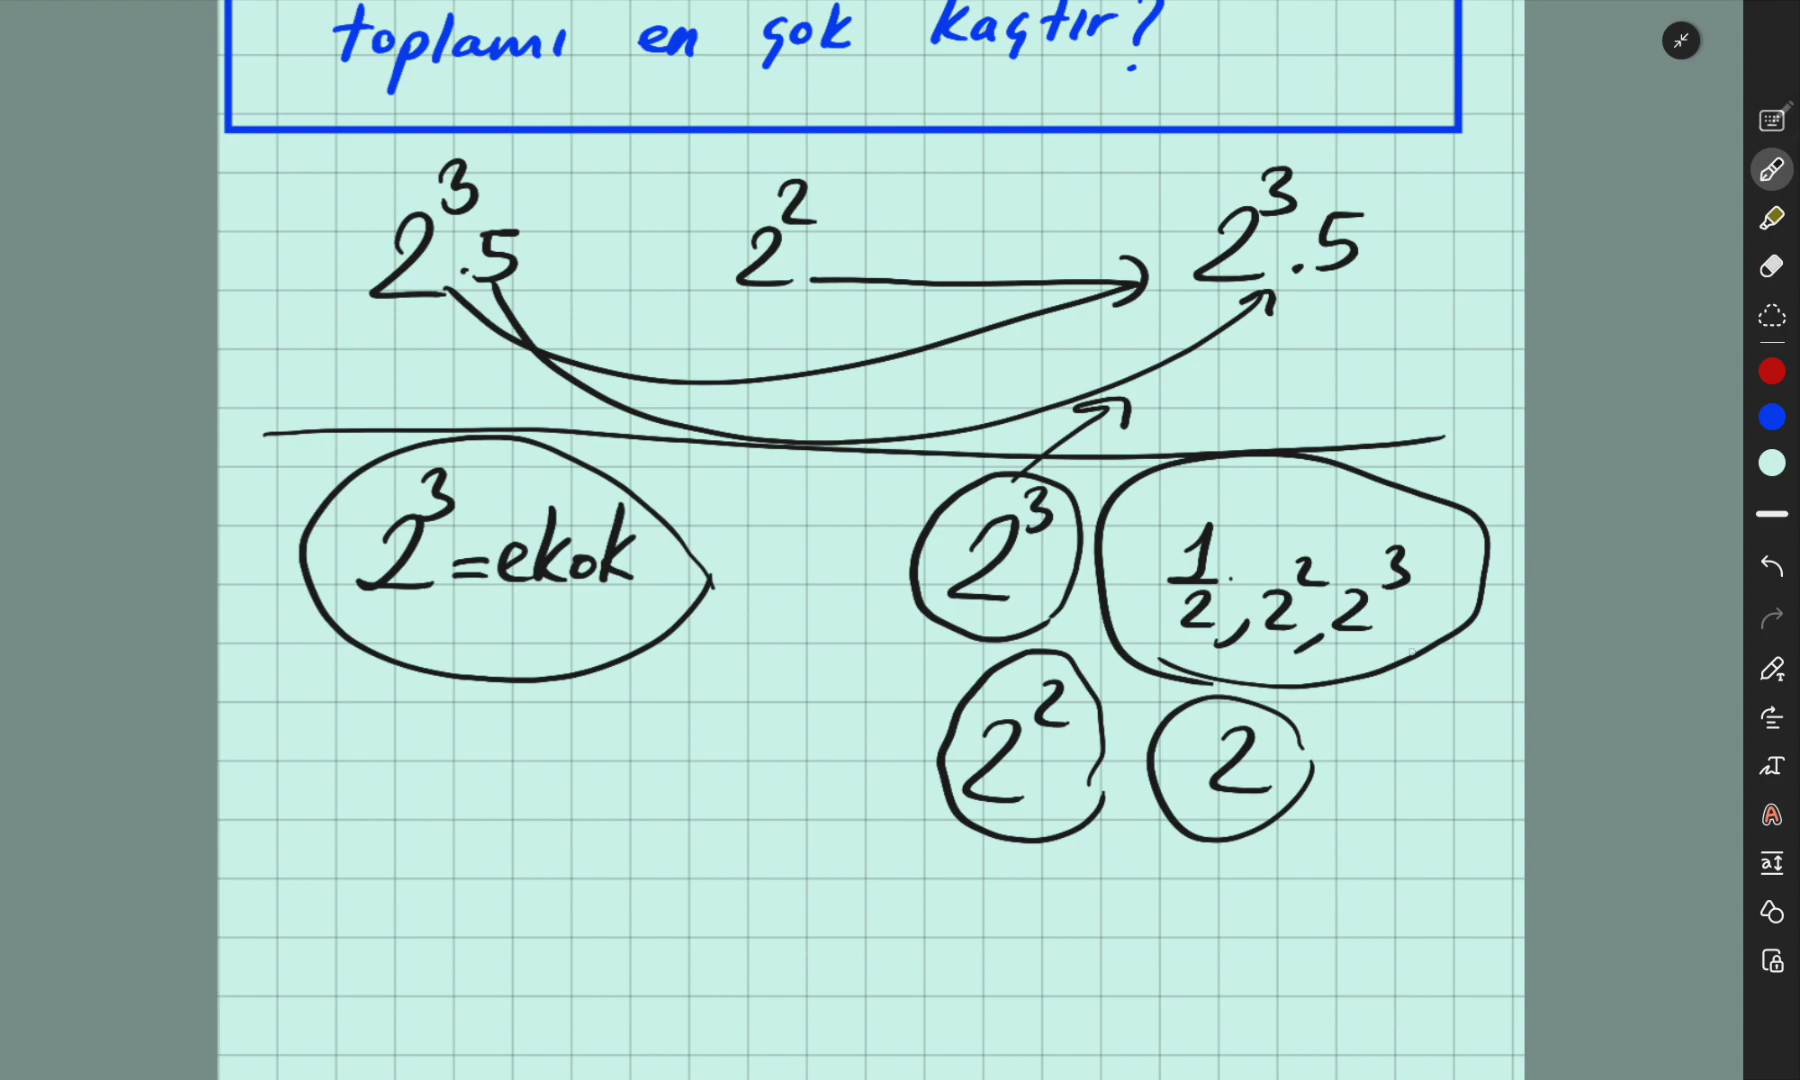 toplamı en çok kaçtır?
2³.5 2² 2³.5
2³=ekok 2³ 1
2, 2², 2³
2² 2